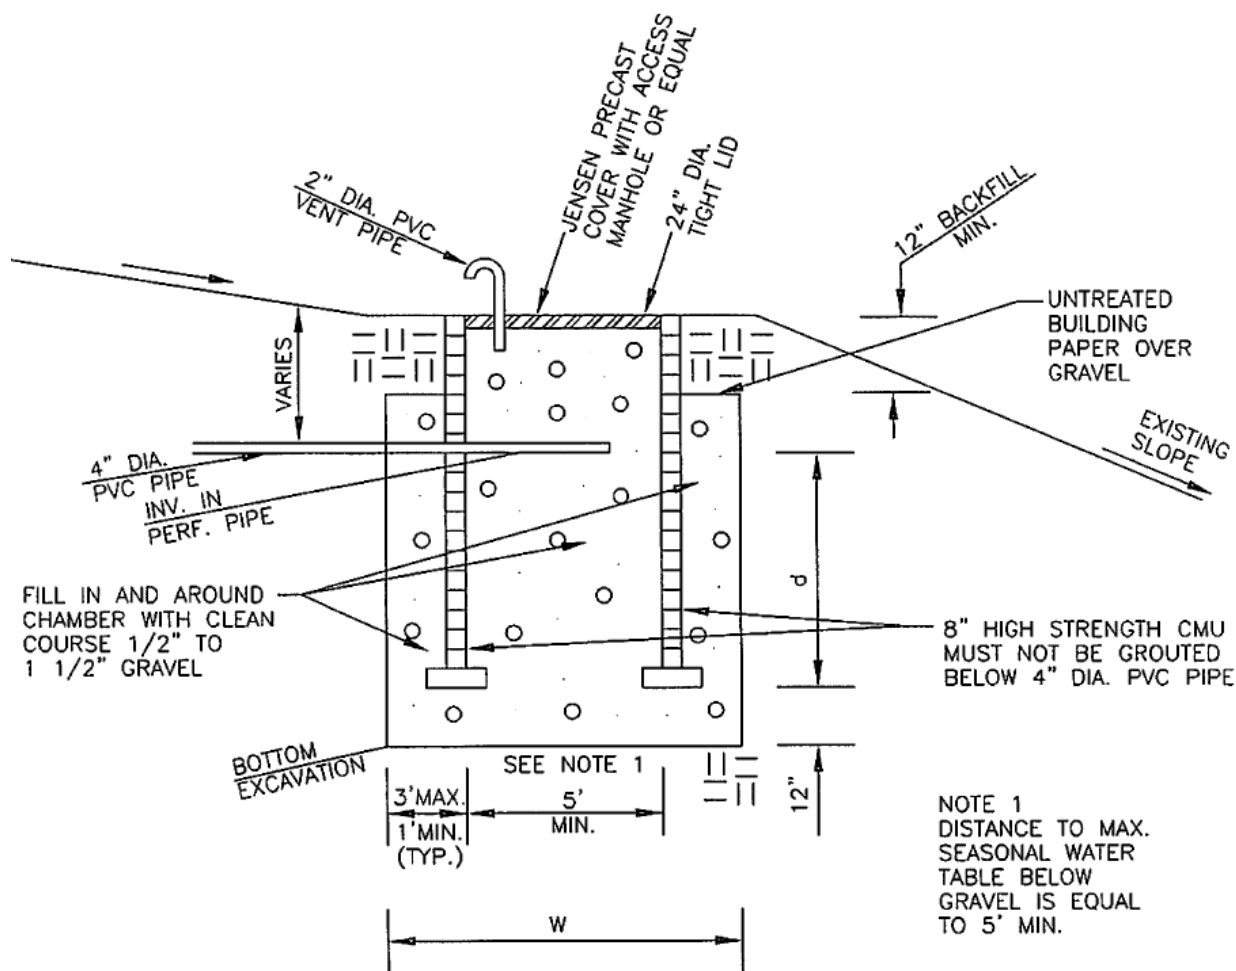 JENSEN PRECAST
COVER WITH ACCESS
MANHOLE OR EQUAL
24" DIA.
TIGHT LID
2" DIA. PVC
VENT PIPE
12" BACKFILL
MIN.
UNTREATED
BUILDING
PAPER OVER
GRAVEL
VARIES
EXISTING
SLOPE
4" DIA.
PVC PIPE
INV. IN
PERF. PIPE
d
FILL IN AND AROUND
CHAMBER WITH CLEAN
COURSE 1/2" TO
1 1/2" GRAVEL
8" HIGH STRENGTH CMU
MUST NOT BE GROUTED
BELOW 4" DIA. PVC PIPE
BOTTOM
EXCAVATION
SEE NOTE 1
3'MAX.
1'MIN.
(TYP.)
5'
MIN.
12"
NOTE 1
DISTANCE TO MAX.
SEASONAL WATER
TABLE BELOW
GRAVEL IS EQUAL
TO 5' MIN.
W